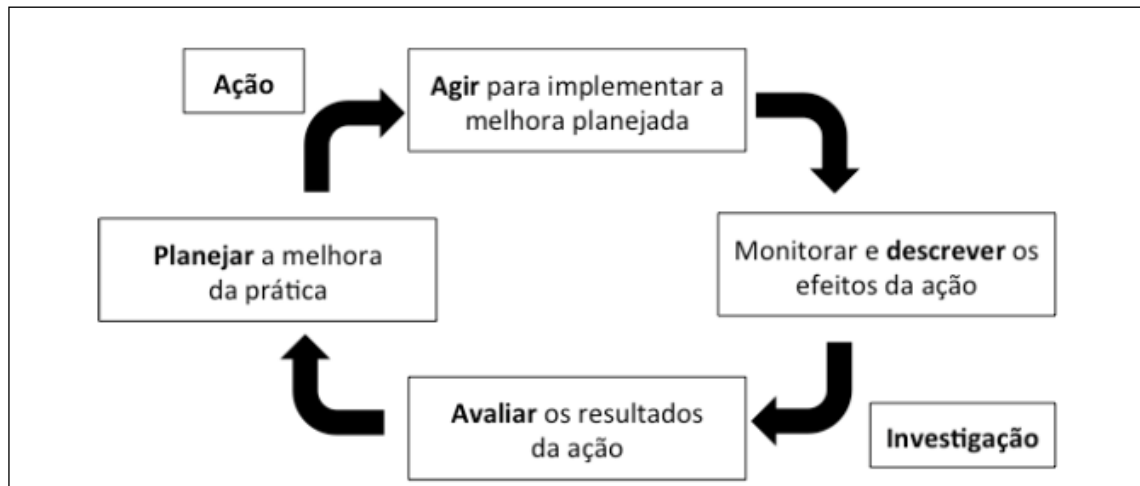 Ação
Agir para implementar a
melhora planejada
Planejar a melhora
da prática
Monitorar e descrever os
efeitos da ação
Avaliar os resultados
da ação
Investigação